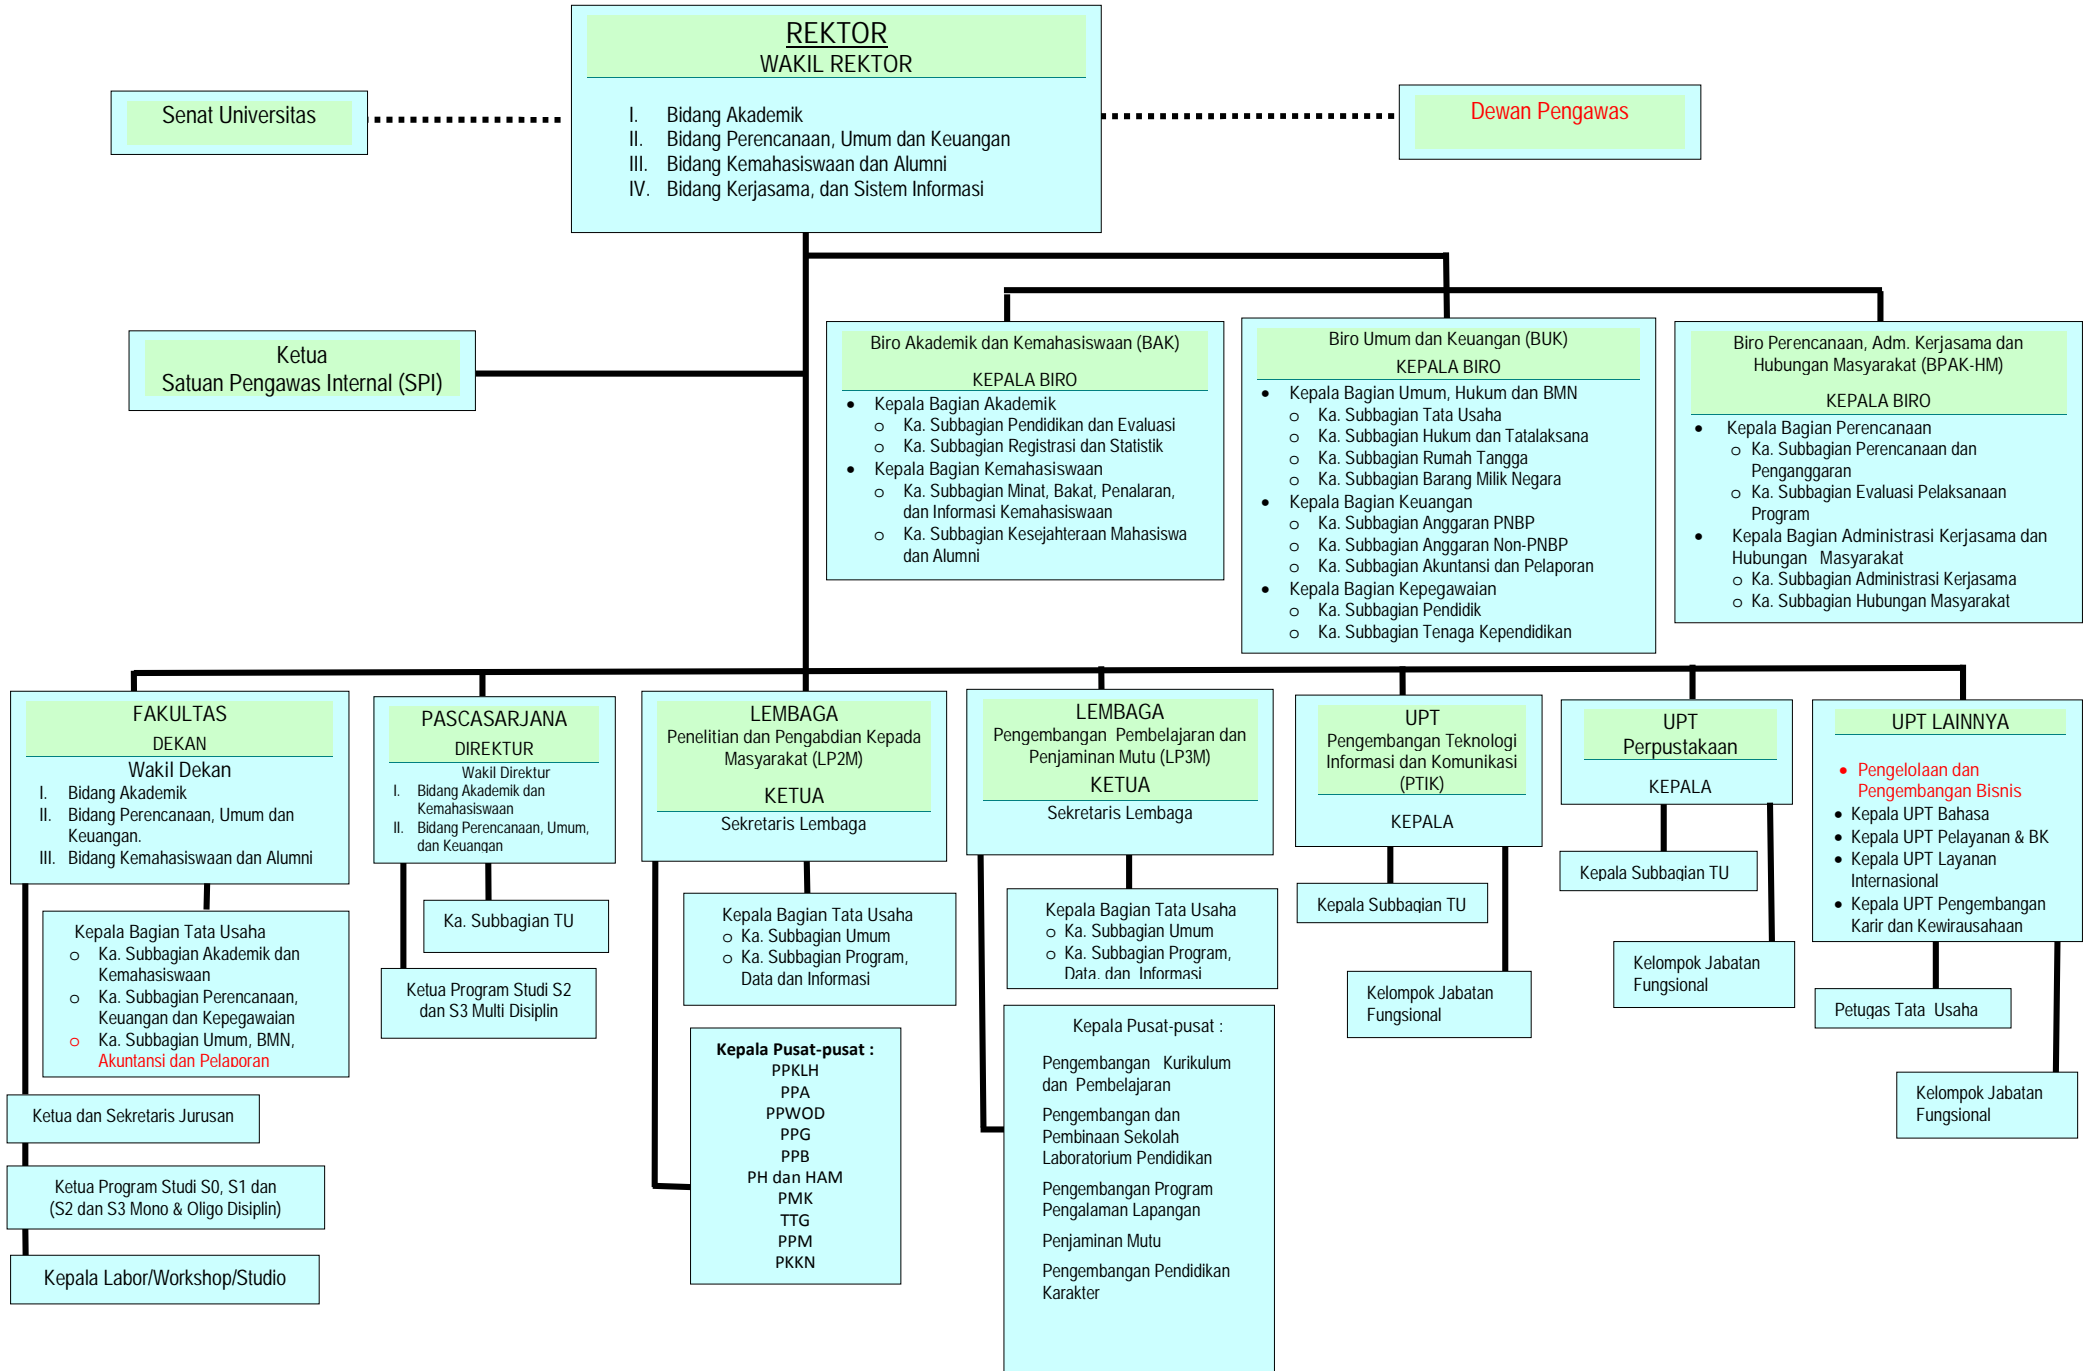 REKTOR
WAKIL REKTOR
I. Bidang Akademik
II. Bidang Perencanaan, Umum dan Keuangan
III. Bidang Kemahasiswaan dan Alumni
IV. Bidang Kerjasama, dan Sistem Informasi
Senat Universitas
Dewan Pengawas
Ketua
Satuan Pengawas Internal (SPI)
Biro Akademik dan Kemahasiswaan (BAK)
KEPALA BIRO
• Kepala Bagian Akademik
o Ka. Subbagian Pendidikan dan Evaluasi
o Ka. Subbagian Registrasi dan Statistik
• Kepala Bagian Kemahasiswaan
o Ka. Subbagian Minat, Bakat, Penalaran,
dan Informasi Kemahasiswaan
o Ka. Subbagian Kesejahteraan Mahasiswa
dan Alumni
Biro Umum dan Keuangan (BUK)
KEPALA BIRO
• Kepala Bagian Umum, Hukum dan BMN
o Ka. Subbagian Tata Usaha
o Ka. Subbagian Hukum dan Tatalaksana
o Ka. Subbagian Rumah Tangga
o Ka. Subbagian Barang Milik Negara
• Kepala Bagian Keuangan
o Ka. Subbagian Anggaran PNBP
o Ka. Subbagian Anggaran Non-PNBP
o Ka. Subbagian Akuntansi dan Pelaporan
• Kepala Bagian Kepegawaian
o Ka. Subbagian Pendidik
o Ka. Subbagian Tenaga Kependidikan
Biro Perencanaan, Adm. Kerjasama dan
Hubungan Masyarakat (BPAK-HM)
KEPALA BIRO
• Kepala Bagian Perencanaan
o Ka. Subbagian Perencanaan dan
Penganggaran
o Ka. Subbagian Evaluasi Pelaksanaan
Program
• Kepala Bagian Administrasi Kerjasama dan
Hubungan Masyarakat
o Ka. Subbagian Administrasi Kerjasama
o Ka. Subbagian Hubungan Masyarakat
FAKULTAS
DEKAN
Wakil Dekan
I. Bidang Akademik
II. Bidang Perencanaan, Umum dan
Keuangan.
III. Bidang Kemahasiswaan dan Alumni
Kepala Bagian Tata Usaha
o Ka. Subbagian Akademik dan
Kemahasiswaan
o Ka. Subbagian Perencanaan,
Keuangan dan Kepegawaian
o Ka. Subbagian Umum, BMN,
Akuntansi dan Pelaporan
Ketua dan Sekretaris Jurusan
Ketua Program Studi S0, S1 dan
(S2 dan S3 Mono & Oligo Disiplin)
Kepala Labor/Workshop/Studio
PASCASARJANA
DIREKTUR
Wakil Direktur
I. Bidang Akademik dan
Kemahasiswaan
II. Bidang Perencanaan, Umum,
dan Keuangan
Ka. Subbagian TU
Ketua Program Studi S2
dan S3 Multi Disiplin
LEMBAGA
Penelitian dan Pengabdian Kepada
Masyarakat (LP2M)
KETUA
Sekretaris Lembaga
Kepala Bagian Tata Usaha
o Ka. Subbagian Umum
o Ka. Subbagian Program,
Data dan Informasi
Kepala Pusat-pusat :
PPKLH
PPA
PPWOD
PPG
PPB
PH dan HAM
PMK
TTG
PPM
PKKN
LEMBAGA
Pengembangan Pembelajaran dan
Penjaminan Mutu (LP3M)
KETUA
Sekretaris Lembaga
Kepala Bagian Tata Usaha
o Ka. Subbagian Umum
o Ka. Subbagian Program,
Data, dan Informasi
Kepala Pusat-pusat :
Pengembangan Kurikulum
dan Pembelajaran
Pengembangan dan
Pembinaan Sekolah
Laboratorium Pendidikan
Pengembangan Program
Pengalaman Lapangan
Penjaminan Mutu
Pengembangan Pendidikan
Karakter
UPT
Pengembangan Teknologi
Informasi dan Komunikasi
(PTIK)
KEPALA
Kepala Subbagian TU
Kelompok Jabatan
Fungsional
UPT
Perpustakaan
KEPALA
Kepala Subbagian TU
Kelompok Jabatan
Fungsional
UPT LAINNYA
• Pengelolaan dan
Pengembangan Bisnis
• Kepala UPT Bahasa
• Kepala UPT Pelayanan & BK
• Kepala UPT Layanan
Internasional
• Kepala UPT Pengembangan
Karir dan Kewirausahaan
Petugas Tata Usaha
Kelompok Jabatan
Fungsional